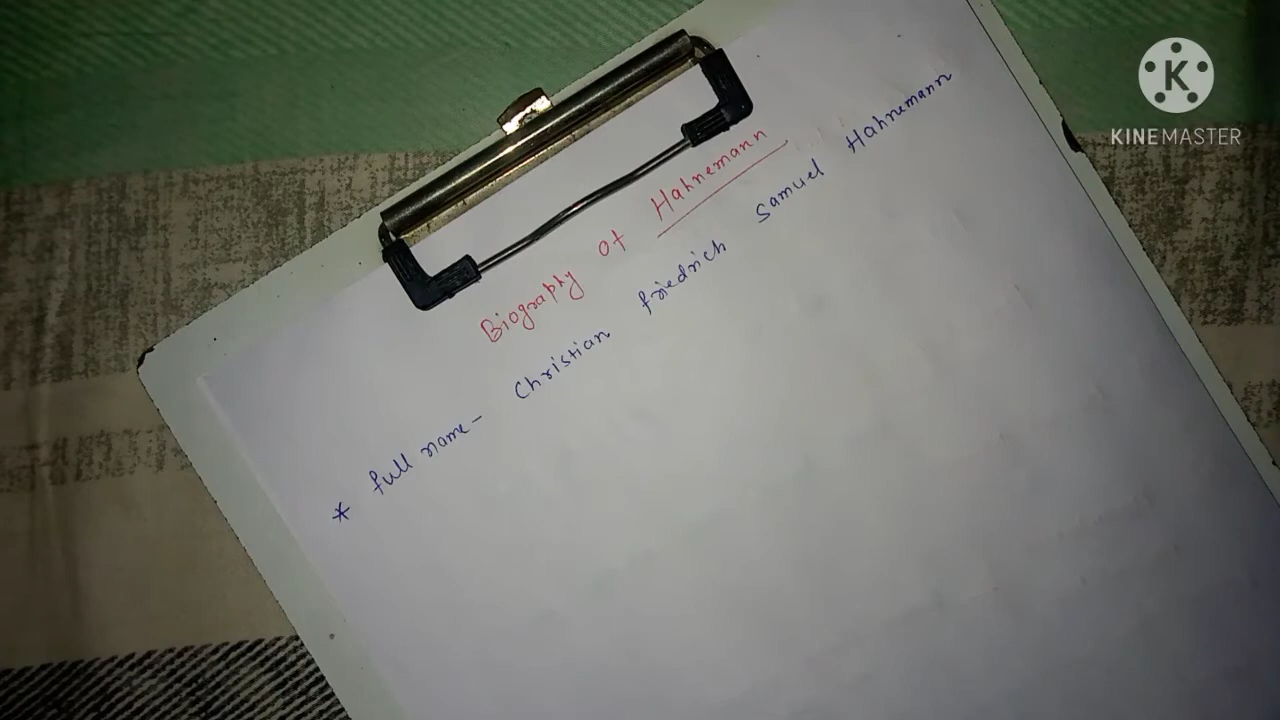 Biography of Hahnemann
* full name - Christian friedrich Samuel Hahnemann
K
KINEMASTER